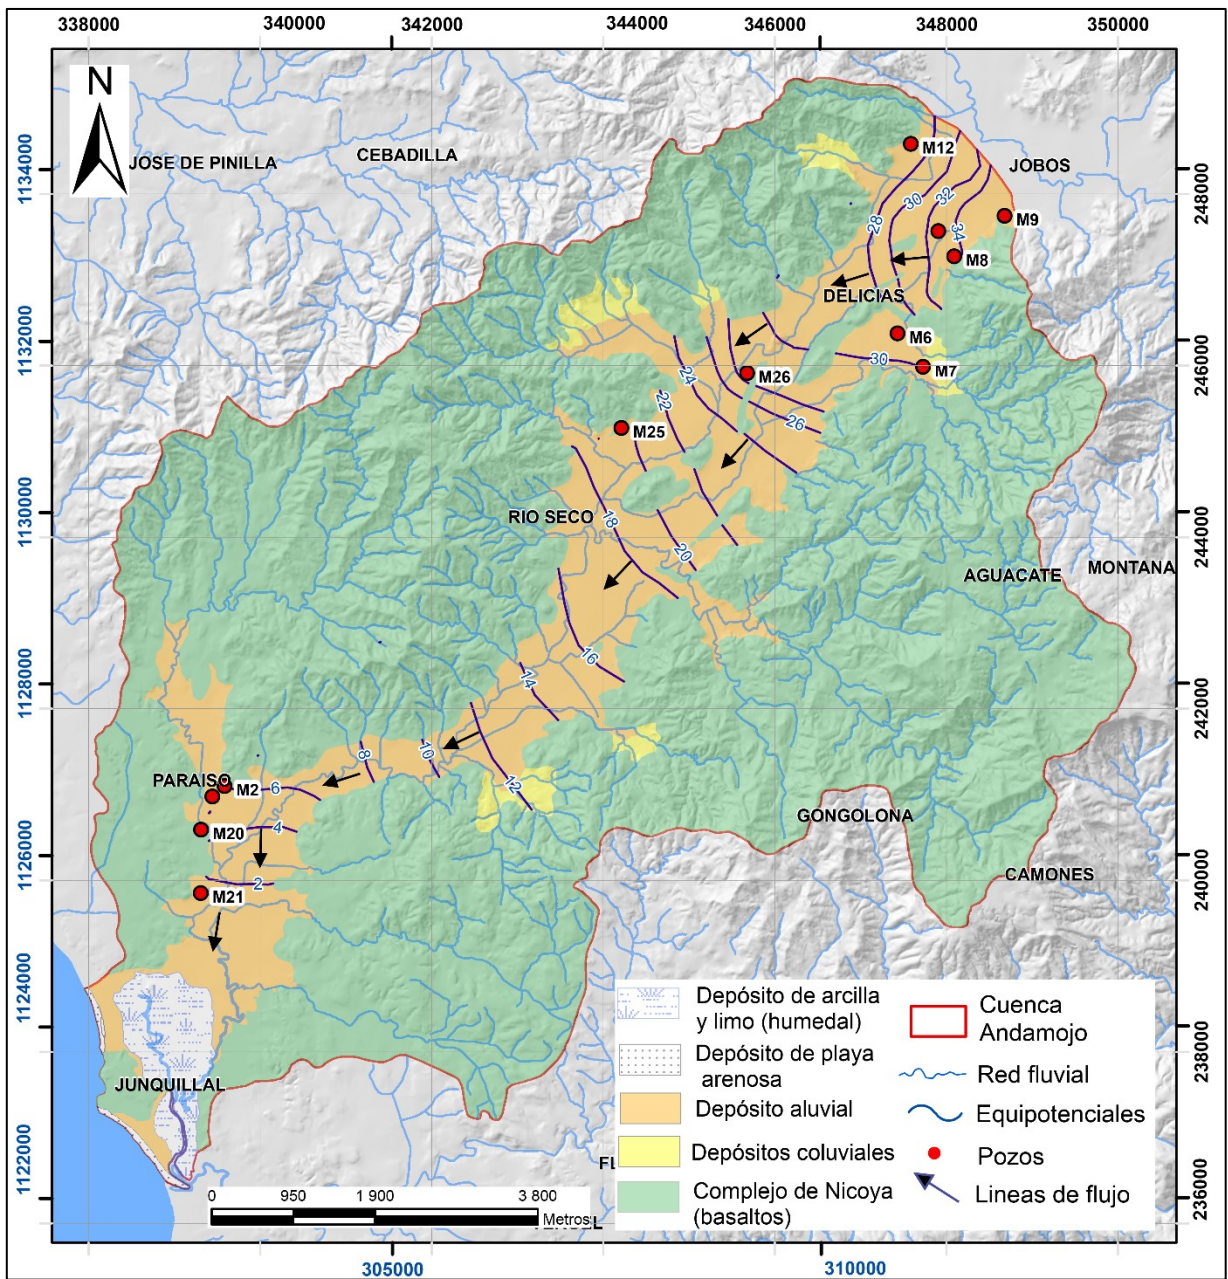 338000 340000 342000 344000 346000 348000 350000
N
JOSE DE PINILLA
CEBADILLA
JOBOS
M12
M9
M8
DELICIAS
M6
M7
M26
M25
RIO SECO
AGUACATE
MONTANA
PARAISO
M2
M20
M21
GONGOLONA
CAMONES
JUNQUILLAL
28
30
32
34
30
26
24
22
20
18
16
14
12
10
8
6
4
2
1134000
1132000
1130000
1128000
1126000
1124000
1122000
248000
246000
244000
242000
240000
238000
236000
0 950 1 900 3 800
Metros
Depósito de arcilla
y limo (humedal)
Depósito de playa
arenosa
Depósito aluvial
Depósitos coluviales
Complejo de Nicoya
(basaltos)
Cuenca
Andamojo
Red fluvial
Equipotenciales
Pozos
Lineas de flujo
305000 310000